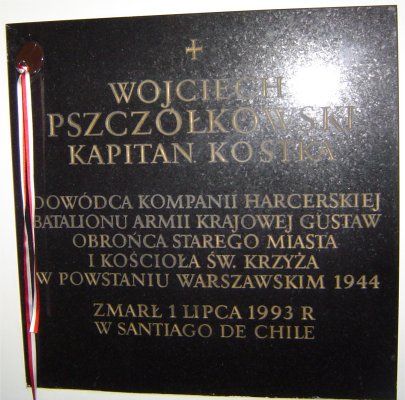 WOJCIECH
PSZCZÓŁKOWSKI
KAPITAN KOSTKA
DOWÓDCA KOMPANII HARCERSKIEJ
BATALIONU ARMII KRAJOWEJ GUSTAW
OBROŃCA STAREGO MIASTA
I KOŚCIOŁA ŚW. KRZYŻA
W POWSTANIU WARSZAWSKIM 1944
ZMARŁ 1 LIPCA 1993 R
W SANTIAGO DE CHILE